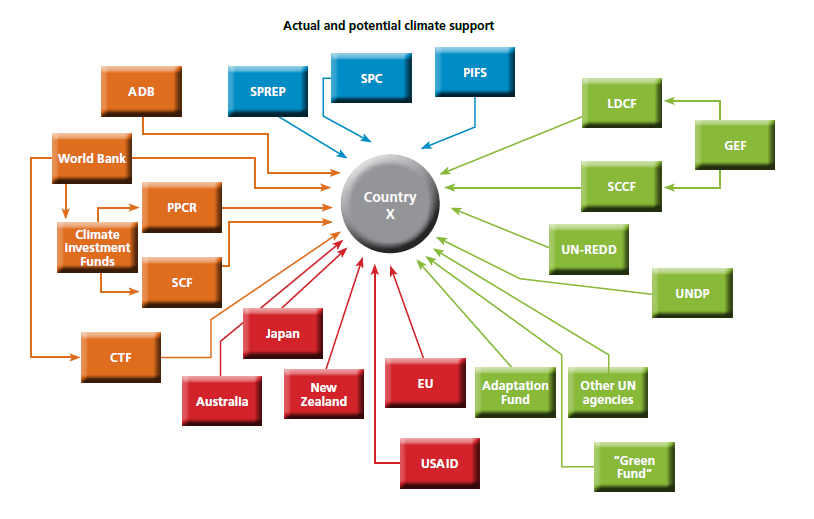 Actual and potential climate support
ADB
SPREP
SPC
PIFS
LDCF
GEF
World Bank
SCCF
PPCR
Country
X
Climate
investment
Funds
UN-REDD
SCF
UNDP
Japan
CTF
Australia
New
Zealand
EU
Adaptation
Fund
Other UN
agencies
USAID
“Green
Fund”